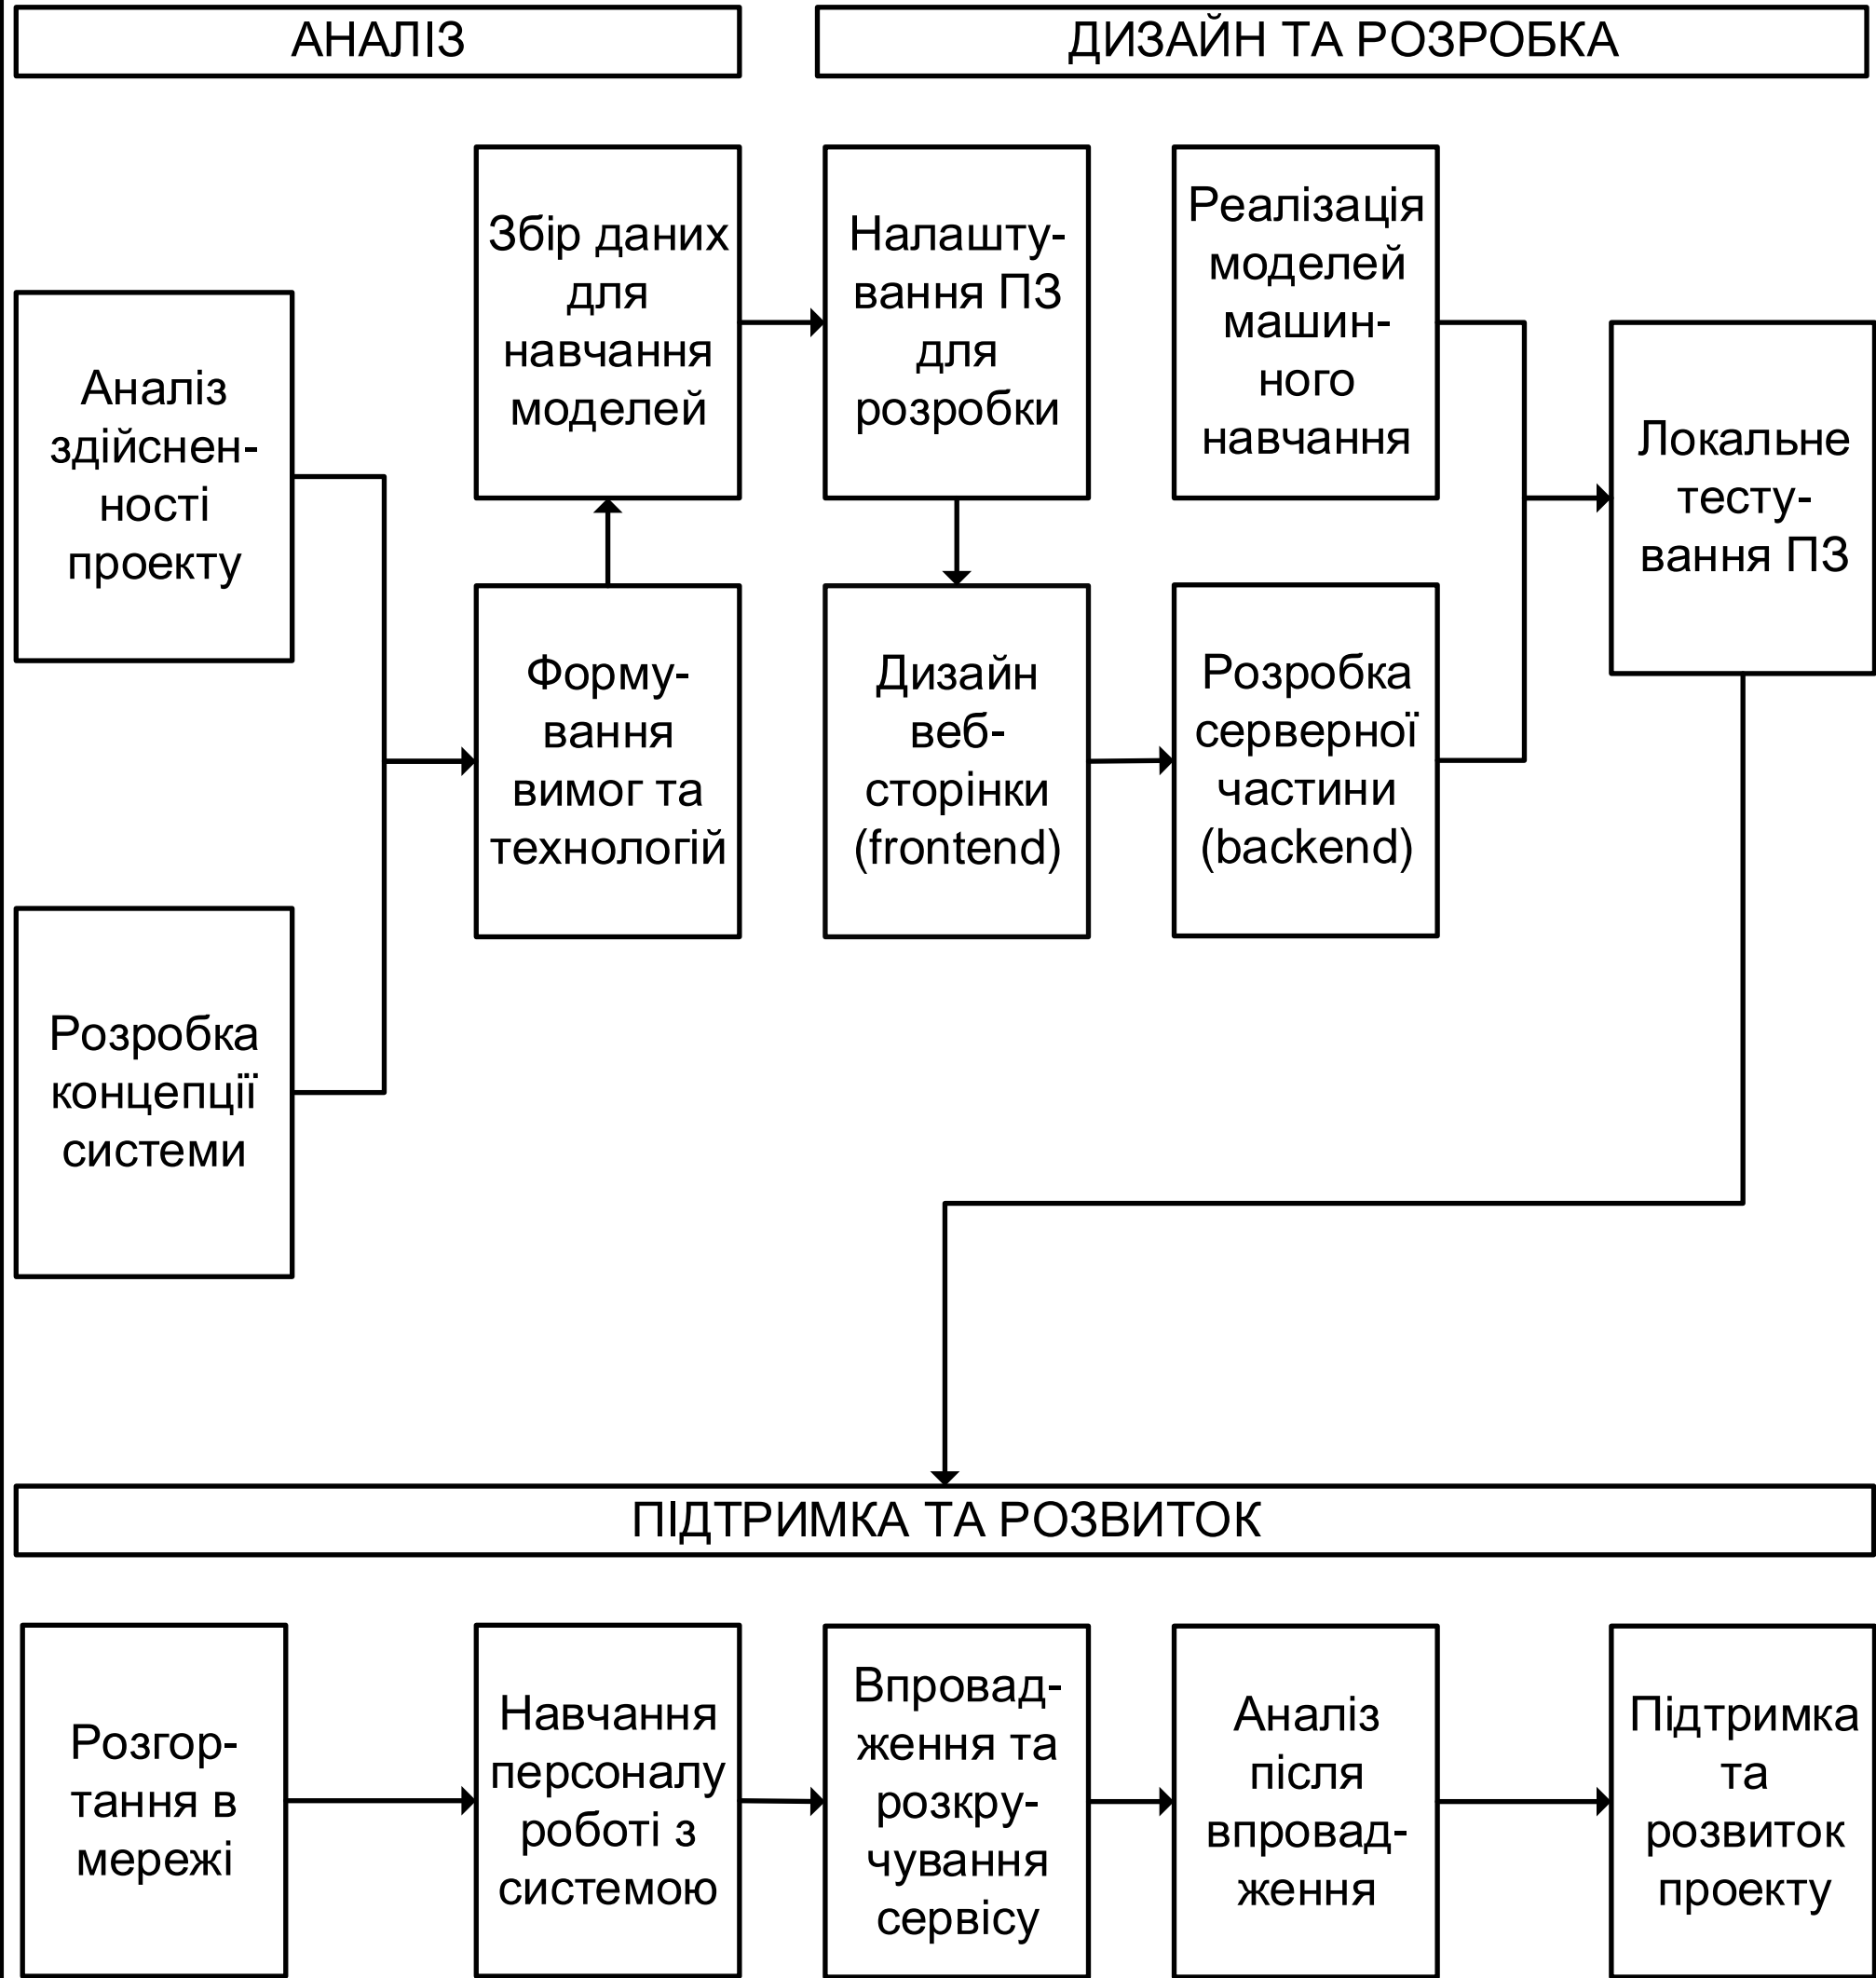 АНАЛІЗ
ДИЗАЙН ТА РОЗРОБКА
Аналіз
здійснен-
ності
проекту
Розробка
концепції
системи
Збір даних
для
навчання
моделей
Форму-
вання
вимог та
технологій
Налашту-
вання ПЗ
для
розробки
Дизайн
веб-
сторінки
(frontend)
Реалізація
моделей
машин-
ного
навчання
Розробка
серверної
частини
(backend)
Локальне
тесту-
вання ПЗ
ПІДТРИМКА ТА РОЗВИТОК
Розгор-
тання в
мережі
Навчання
персоналу
роботі з
системою
Впровад-
ження та
розкру-
чування
сервісу
Аналіз
після
впровад-
ження
Підтримка
та
розвиток
проекту